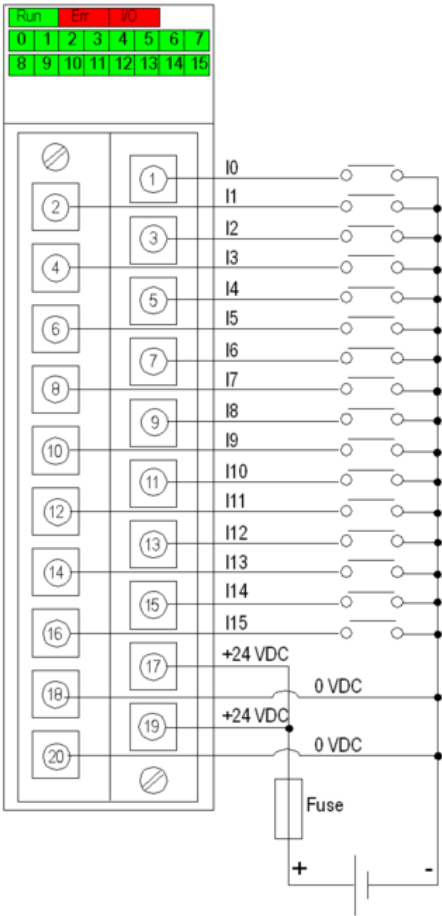 Run Err I/O
0 1 2 3 4 5 6 7
8 9 10 11 12 13 14 15
1 I0
2 I1
3 I2
4 I3
5 I4
6 I5
7 I6
8 I7
9 I8
10 I9
11 I10
12 I11
13 I12
14 I13
15 I14
16 I15
17 +24 VDC
18 0 VDC
19 +24 VDC
20 0 VDC
Fuse
+ -